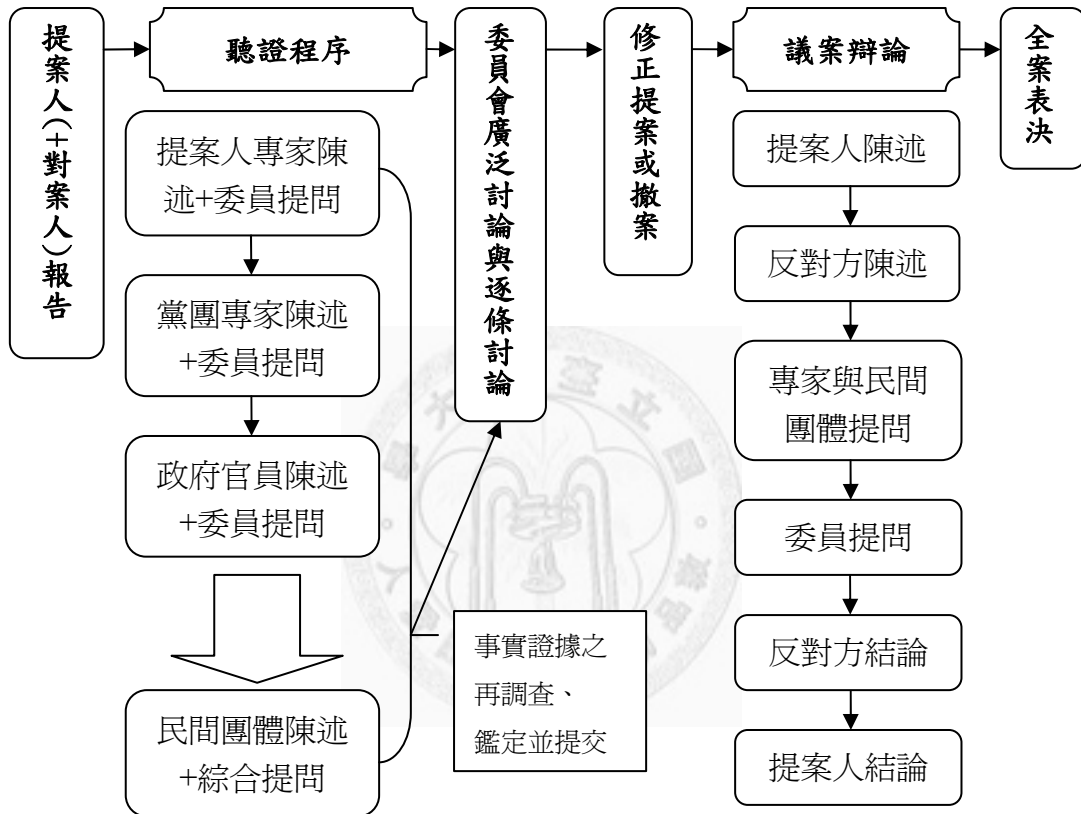 提案人(+對案人)報告
聽證程序
委員會廣泛討論與逐條討論
修正提案或撤案
議案辯論
全案表決
提案人專家陳
述+委員提問
黨團專家陳述
+委員提問
政府官員陳述
+委員提問
民間團體陳述
+綜合提問
事實證據之
再調查、
鑑定並提交
提案人陳述
反對方陳述
專家與民間
團體提問
委員提問
反對方結論
提案人結論